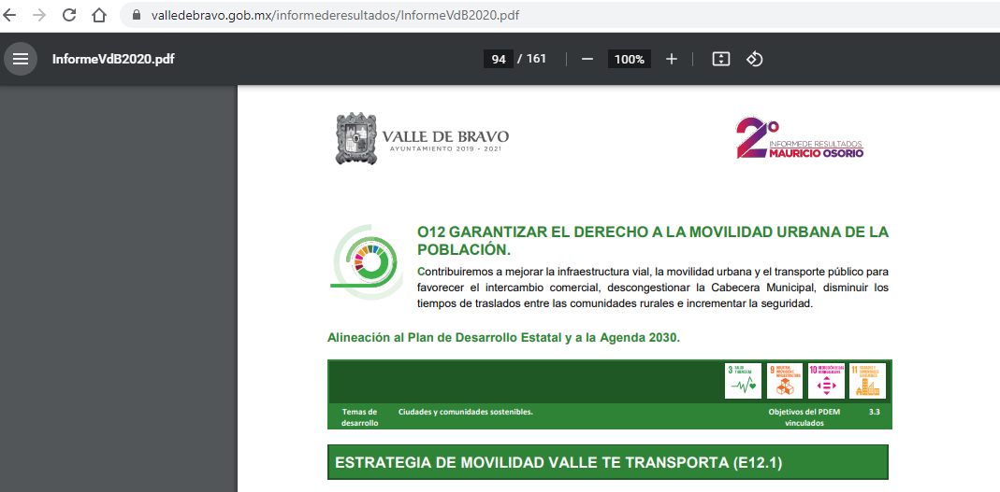 valledebravo.gob.mx/informederesultados/InformeVdB2020.pdf
InformeVdB2020.pdf
94 / 161
100%
VALLE DE BRAVO
AYUNTAMIENTO 2019 - 2021
2º
INFORMEDE RESULTADOS
MAURICIO OSORIO
O12 GARANTIZAR EL DERECHO A LA MOVILIDAD URBANA DE LA
POBLACIÓN.
Contribuiremos a mejorar la infraestructura vial, la movilidad urbana y el transporte público para
favorecer el intercambio comercial, descongestionar la Cabecera Municipal, disminuir los
tiempos de traslados entre las comunidades rurales e incrementar la seguridad.
Alineación al Plan de Desarrollo Estatal y a la Agenda 2030.
3 SALUD
Y BIENESTAR
9 INDUSTRIA,
INNOVACIÓN E
INFRAESTRUCTURA
10 REDUCCIÓN DE LAS
DESIGUALDADES
11 CIUDADES Y
COMUNIDADES
SOSTENIBLES
Temas de
desarrollo
Ciudades y comunidades sostenibles.
Objetivos del PDEM
vinculados
3.3
ESTRATEGIA DE MOVILIDAD VALLE TE TRANSPORTA (E12.1)